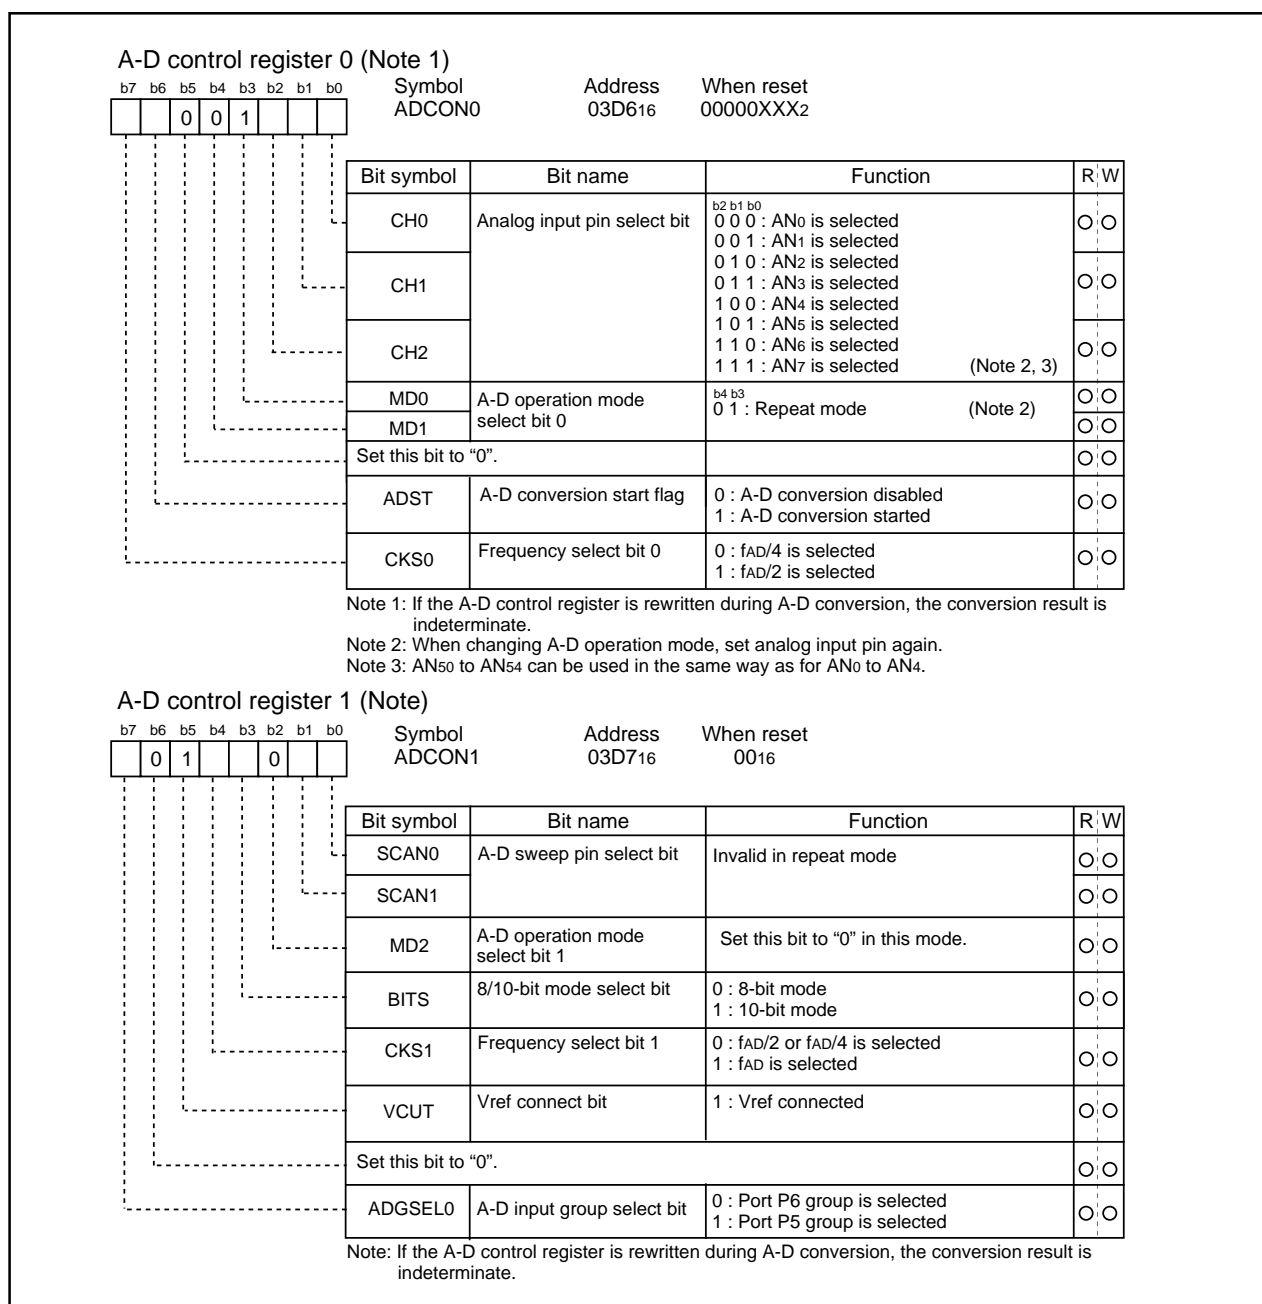 A-D control register 0 (Note 1)
b7 b6 b5 b4 b3 b2 b1 b0
Symbol Address When reset
ADCON0 03D616 00000XXX2
0 0 1
Bit symbol Bit name Function R W
CH0 Analog input pin select bit
b2 b1 b0
0 0 0 : AN0 is selected
0 0 1 : AN1 is selected
0 1 0 : AN2 is selected
CH1
0 1 1 : AN3 is selected
1 0 0 : AN4 is selected
1 0 1 : AN5 is selected
CH2
1 1 0 : AN6 is selected
1 1 1 : AN7 is selected (Note 2, 3)
MD0 A-D operation mode
select bit 0
MD1
b4 b3
0 1 : Repeat mode (Note 2)
Set this bit to “0”.
ADST A-D conversion start flag 0 : A-D conversion disabled
1 : A-D conversion started
CKS0 Frequency select bit 0 0 : fAD/4 is selected
1 : fAD/2 is selected
Note 1: If the A-D control register is rewritten during A-D conversion, the conversion result is
indeterminate.
Note 2: When changing A-D operation mode, set analog input pin again.
Note 3: AN50 to AN54 can be used in the same way as for AN0 to AN4.
A-D control register 1 (Note)
b7 b6 b5 b4 b3 b2 b1 b0
Symbol Address When reset
ADCON1 03D716 0016
0 1 0
Bit symbol Bit name Function R W
SCAN0 A-D sweep pin select bit Invalid in repeat mode
SCAN1
MD2 A-D operation mode
select bit 1
Set this bit to “0” in this mode.
BITS 8/10-bit mode select bit 0 : 8-bit mode
1 : 10-bit mode
CKS1 Frequency select bit 1 0 : fAD/2 or fAD/4 is selected
1 : fAD is selected
VCUT Vref connect bit 1 : Vref connected
Set this bit to “0”.
ADGSEL0 A-D input group select bit 0 : Port P6 group is selected
1 : Port P5 group is selected
Note: If the A-D control register is rewritten during A-D conversion, the conversion result is
indeterminate.